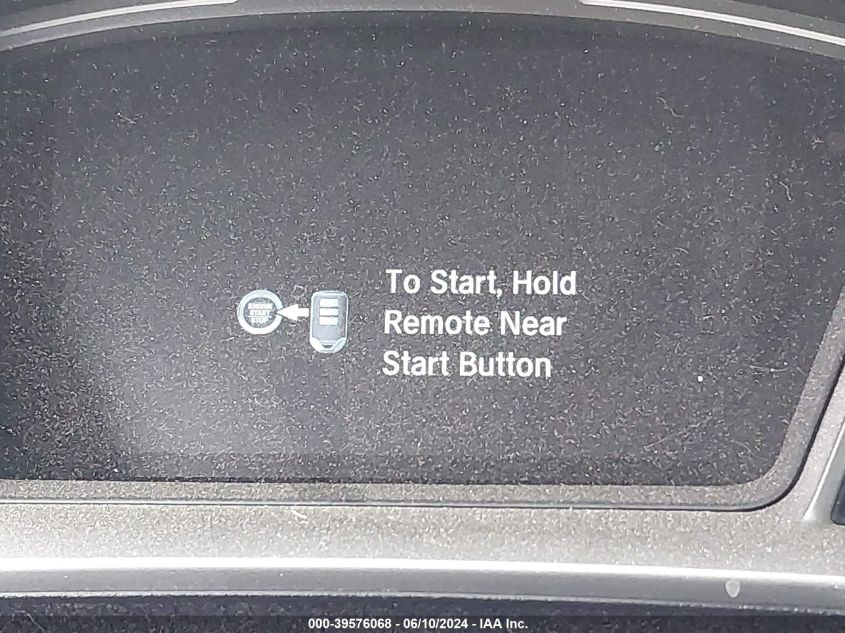 To Start, Hold
Remote Near
Start Button
ENGINE
START
STOP
000-39576068 - 06/10/2024 - IAA Inc.